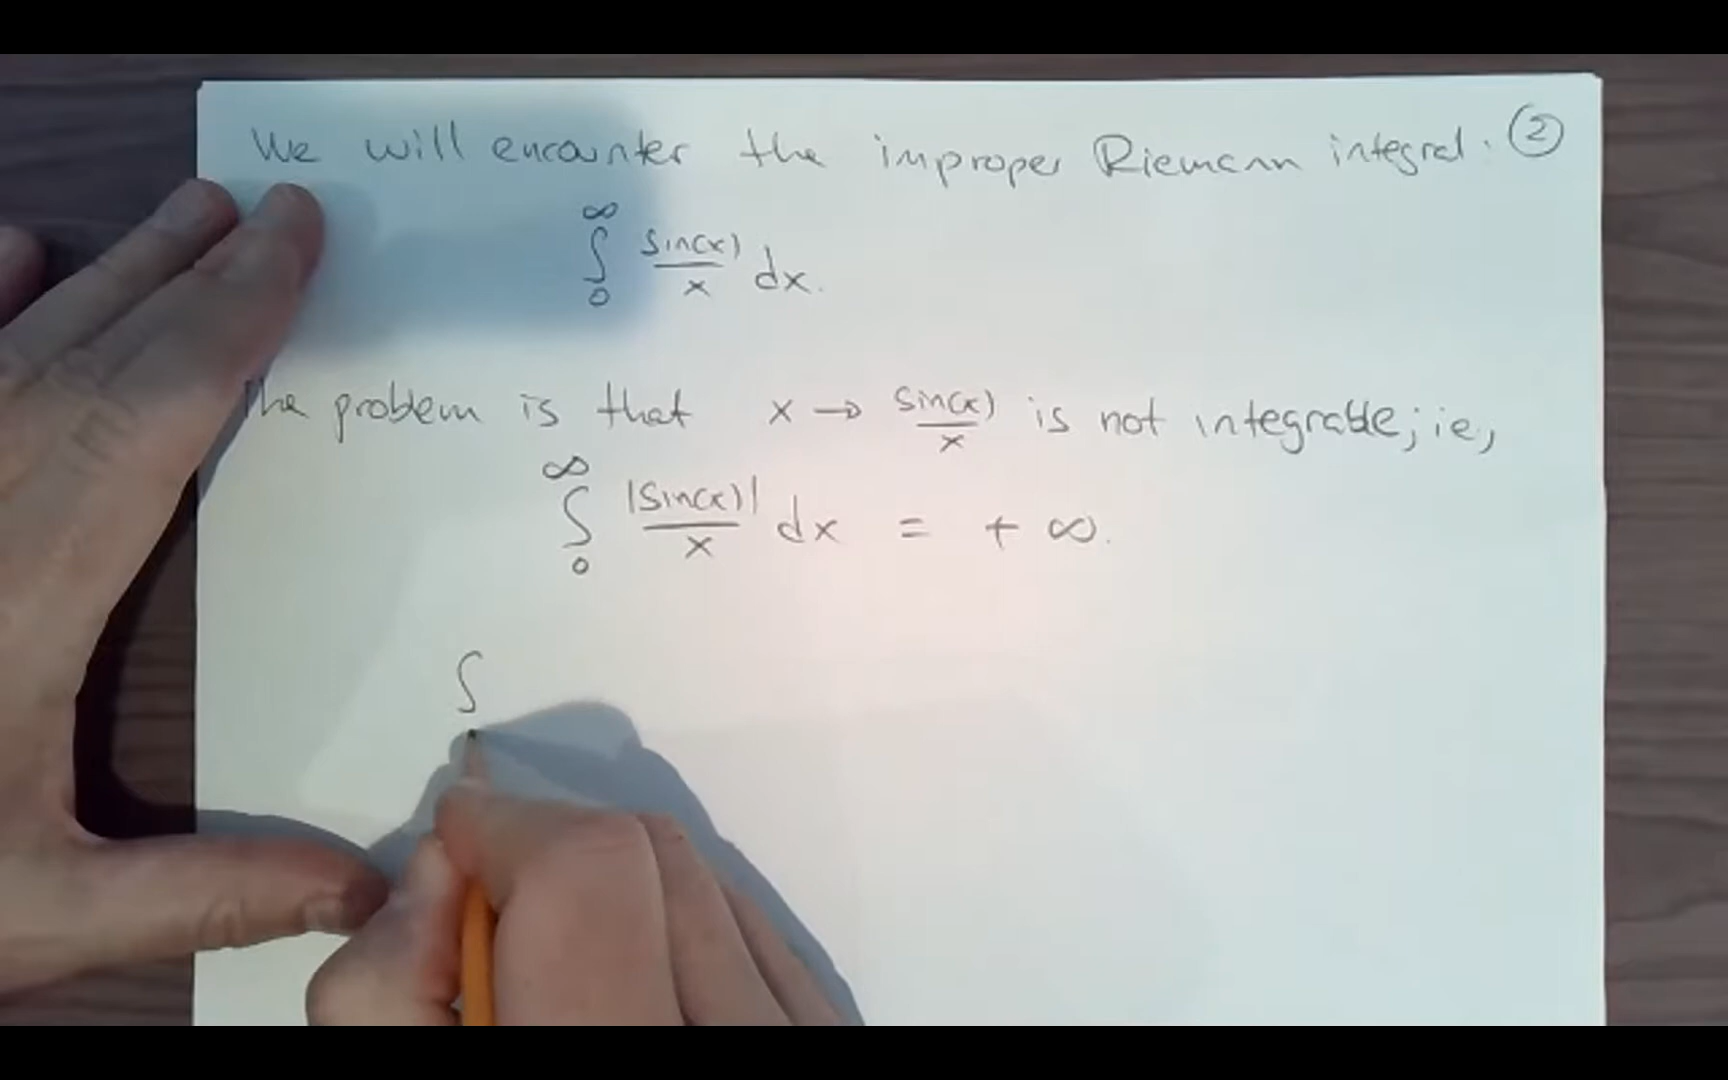 We will encounter the improper Riemann integral: ②
∫₀^∞ sin(x)/x dx.
The problem is that x → sin(x)/x is not integrable; ie,
∫₀^∞ |sin(x)|/x dx = +∞.
∫